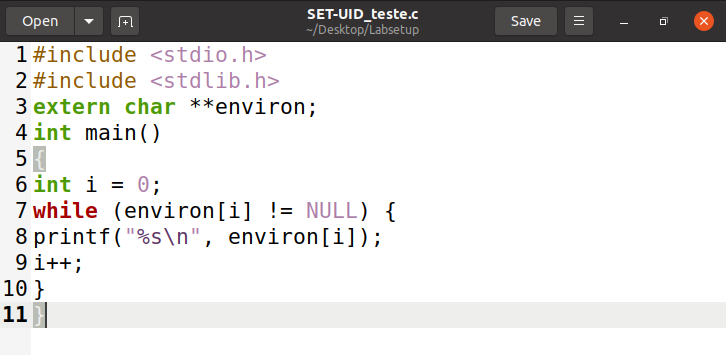 Open
SET-UID_teste.c
~/Desktop/Labsetup
Save
1 #include <stdio.h>
2 #include <stdlib.h>
3 extern char **environ;
4 int main()
5 {
6 int i = 0;
7 while (environ[i] != NULL) {
8 printf("%s\n", environ[i]);
9 i++;
10 }
11 }